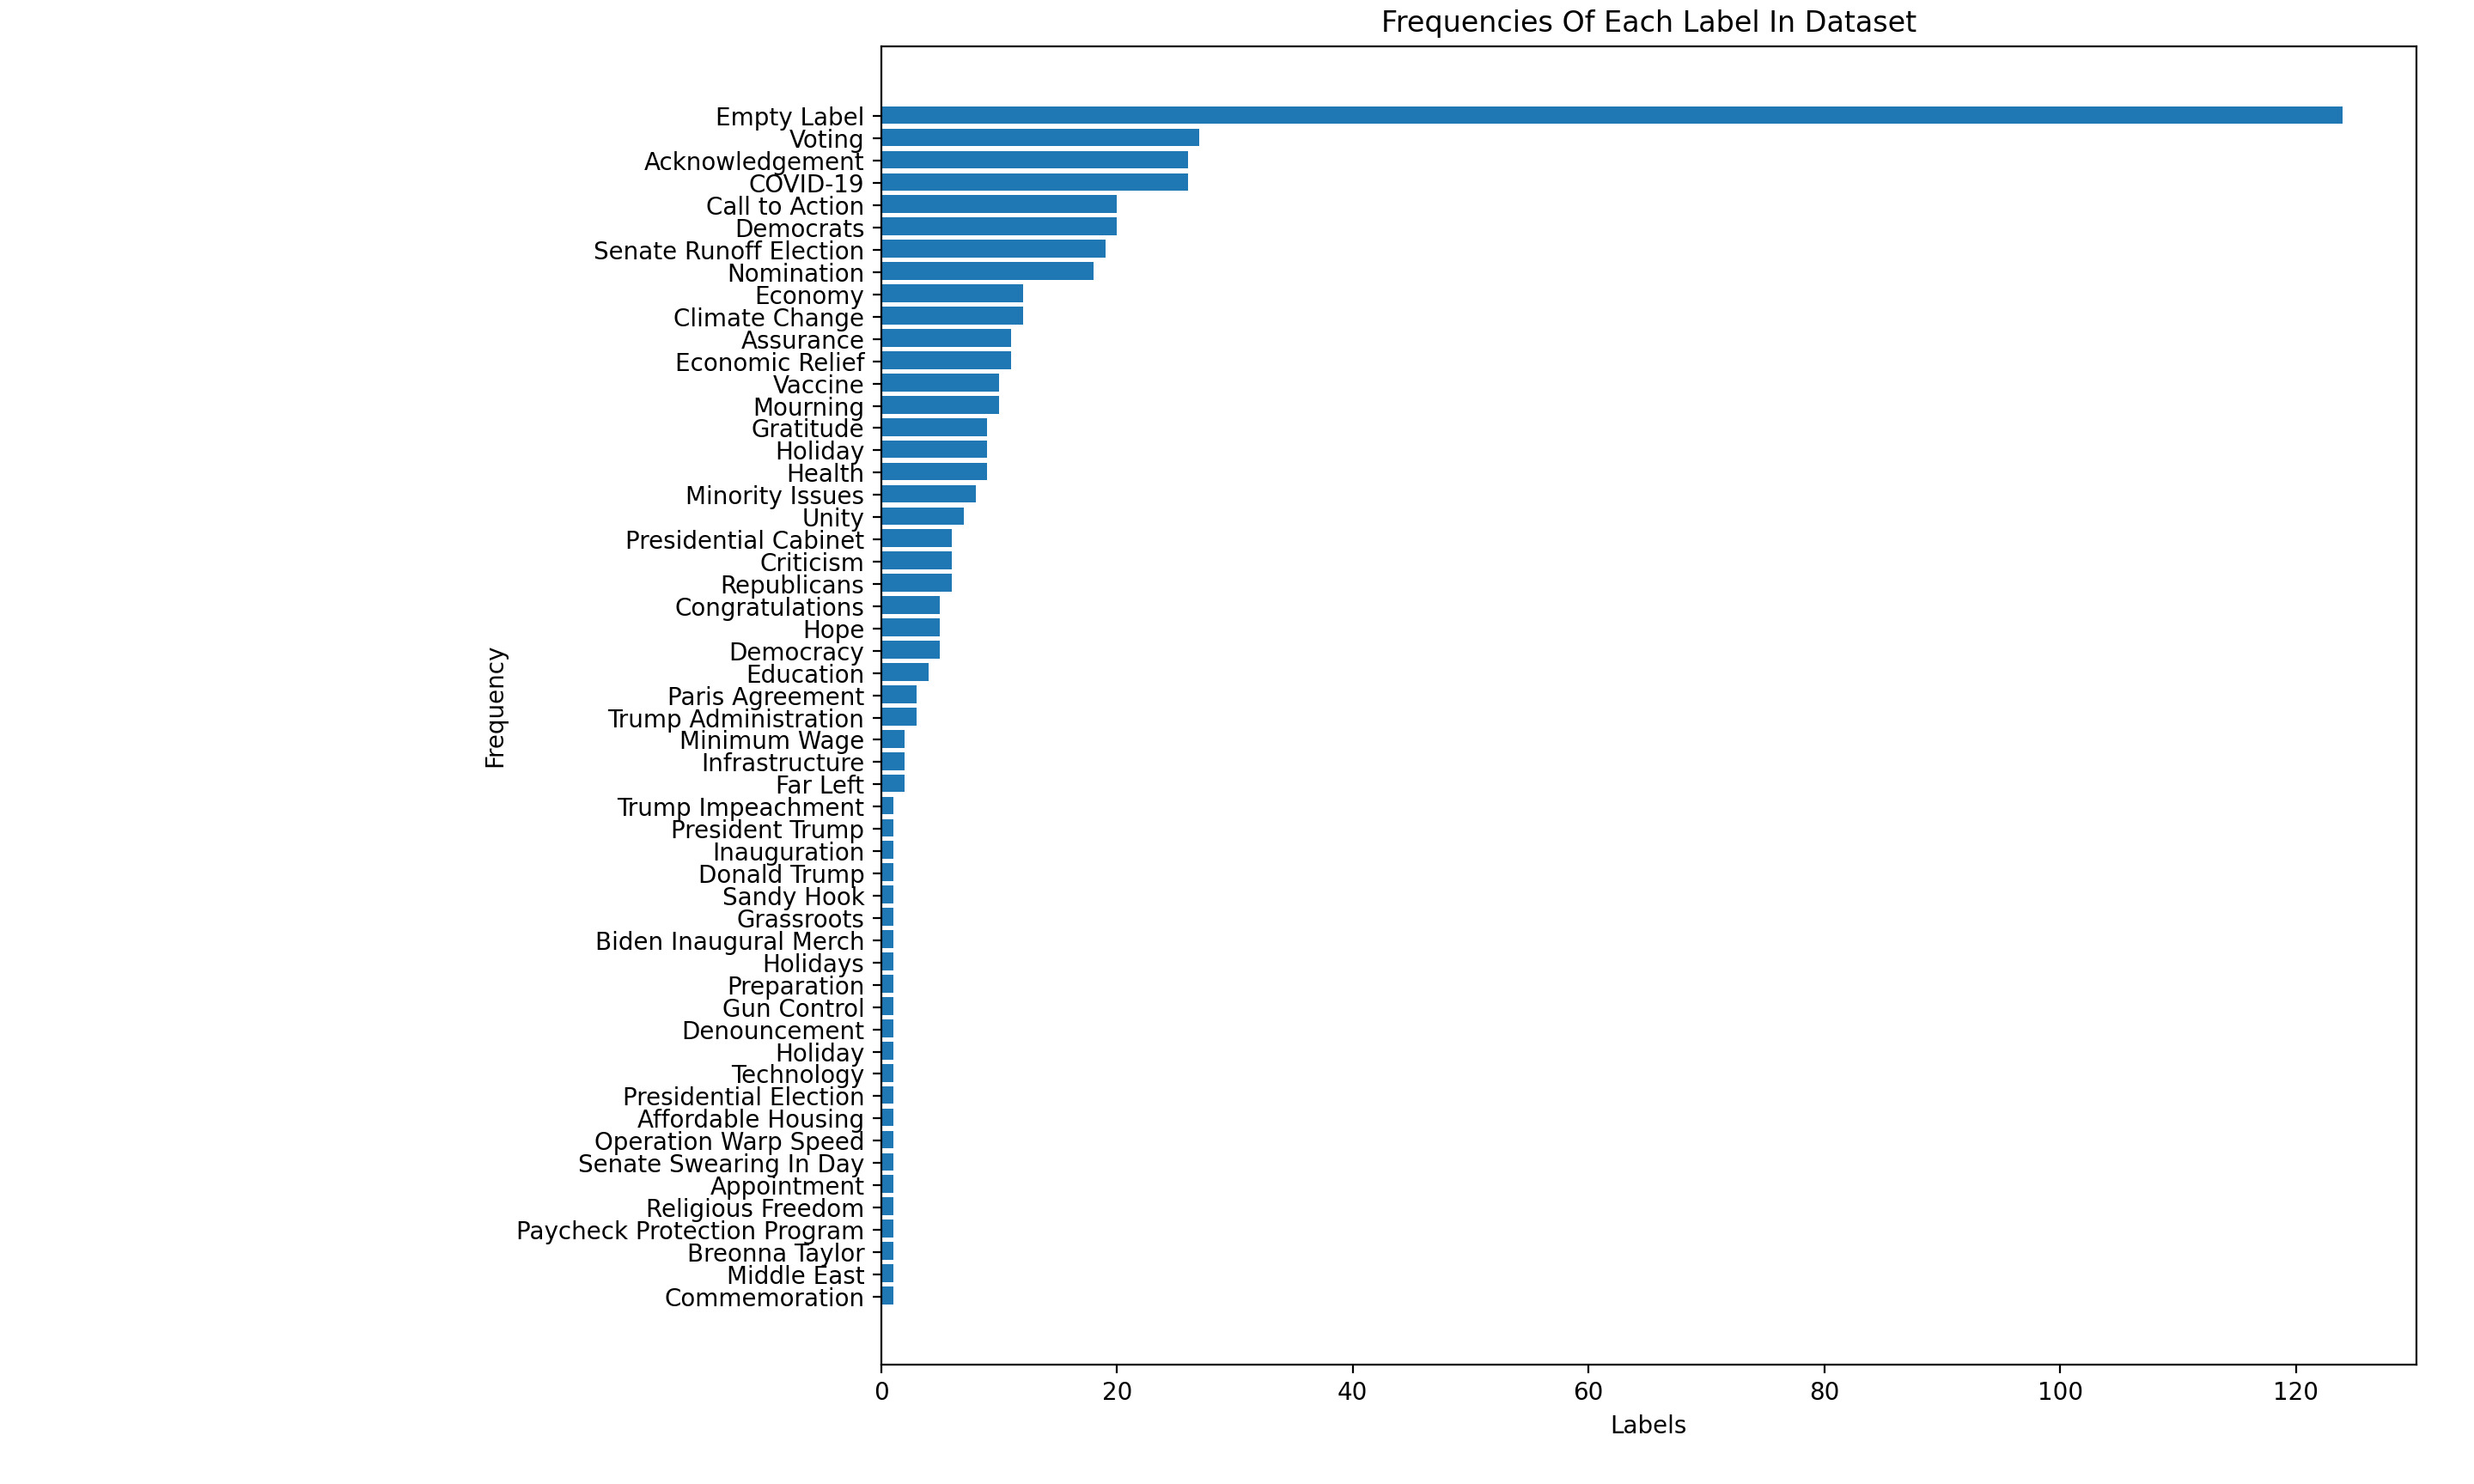 Frequencies Of Each Label In Dataset
Empty Label
Voting
Acknowledgement
COVID-19
Call to Action
Democrats
Senate Runoff Election
Nomination
Economy
Climate Change
Assurance
Economic Relief
Vaccine
Mourning
Gratitude
Holiday
Health
Minority Issues
Unity
Presidential Cabinet
Criticism
Republicans
Congratulations
Hope
Democracy
Education
Paris Agreement
Trump Administration
Minimum Wage
Infrastructure
Far Left
Trump Impeachment
President Trump
Inauguration
Donald Trump
Sandy Hook
Grassroots
Biden Inaugural Merch
Holidays
Preparation
Gun Control
Denouncement
Holiday
Technology
Presidential Election
Affordable Housing
Operation Warp Speed
Senate Swearing In Day
Appointment
Religious Freedom
Paycheck Protection Program
Breonna Taylor
Middle East
Commemoration
Frequency
0 20 40 60 80 100 120
Labels